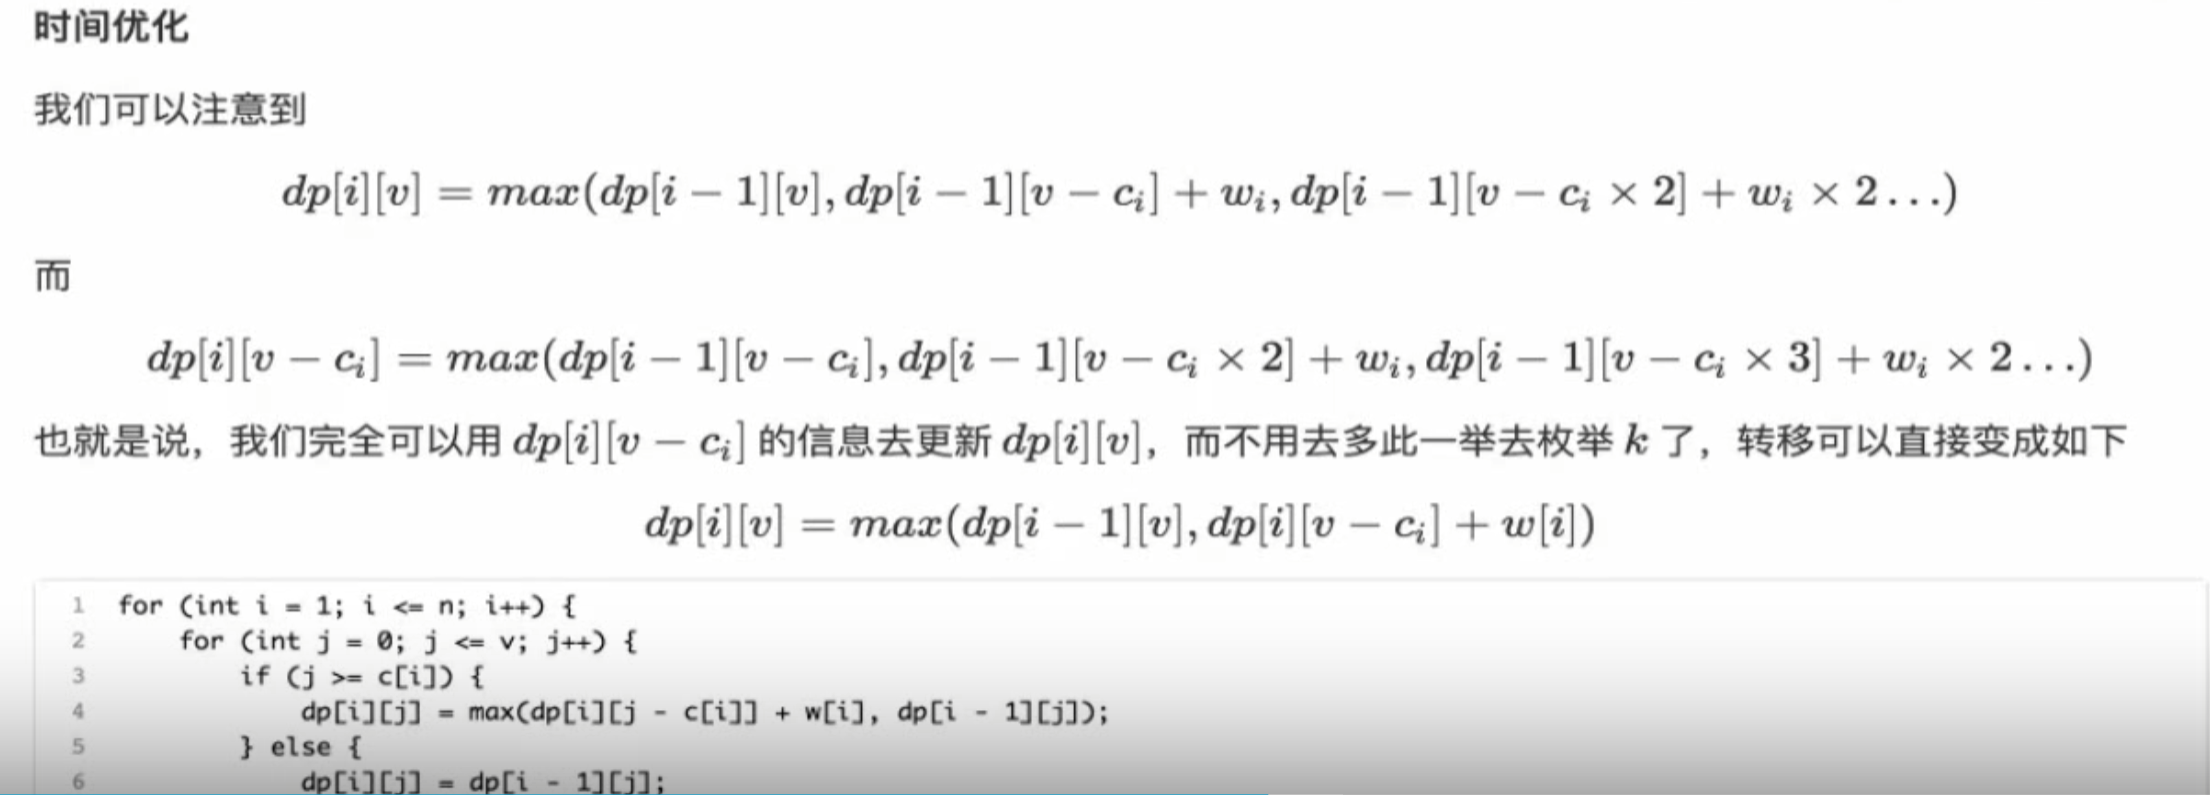 时间优化
我们可以注意到
dp[i][v] = max(dp[i − 1][v], dp[i − 1][v − c_i] + w_i, dp[i − 1][v − c_i × 2] + w_i × 2 . . .)
而
dp[i][v − c_i] = max(dp[i − 1][v − c_i], dp[i − 1][v − c_i × 2] + w_i, dp[i − 1][v − c_i × 3] + w_i × 2 . . .)
也就是说，我们完全可以用 dp[i][v − c_i] 的信息去更新 dp[i][v]，而不用去多此一举去枚举 k 了，转移可以直接变成如下
dp[i][v] = max(dp[i − 1][v], dp[i][v − c_i] + w[i])
1 for (int i = 1; i <= n; i++) {
2 for (int j = 0; j <= v; j++) {
3 if (j >= c[i]) {
4 dp[i][j] = max(dp[i][j - c[i]] + w[i], dp[i - 1][j]);
5 } else {
6 dp[i][j] = dp[i - 1][j];